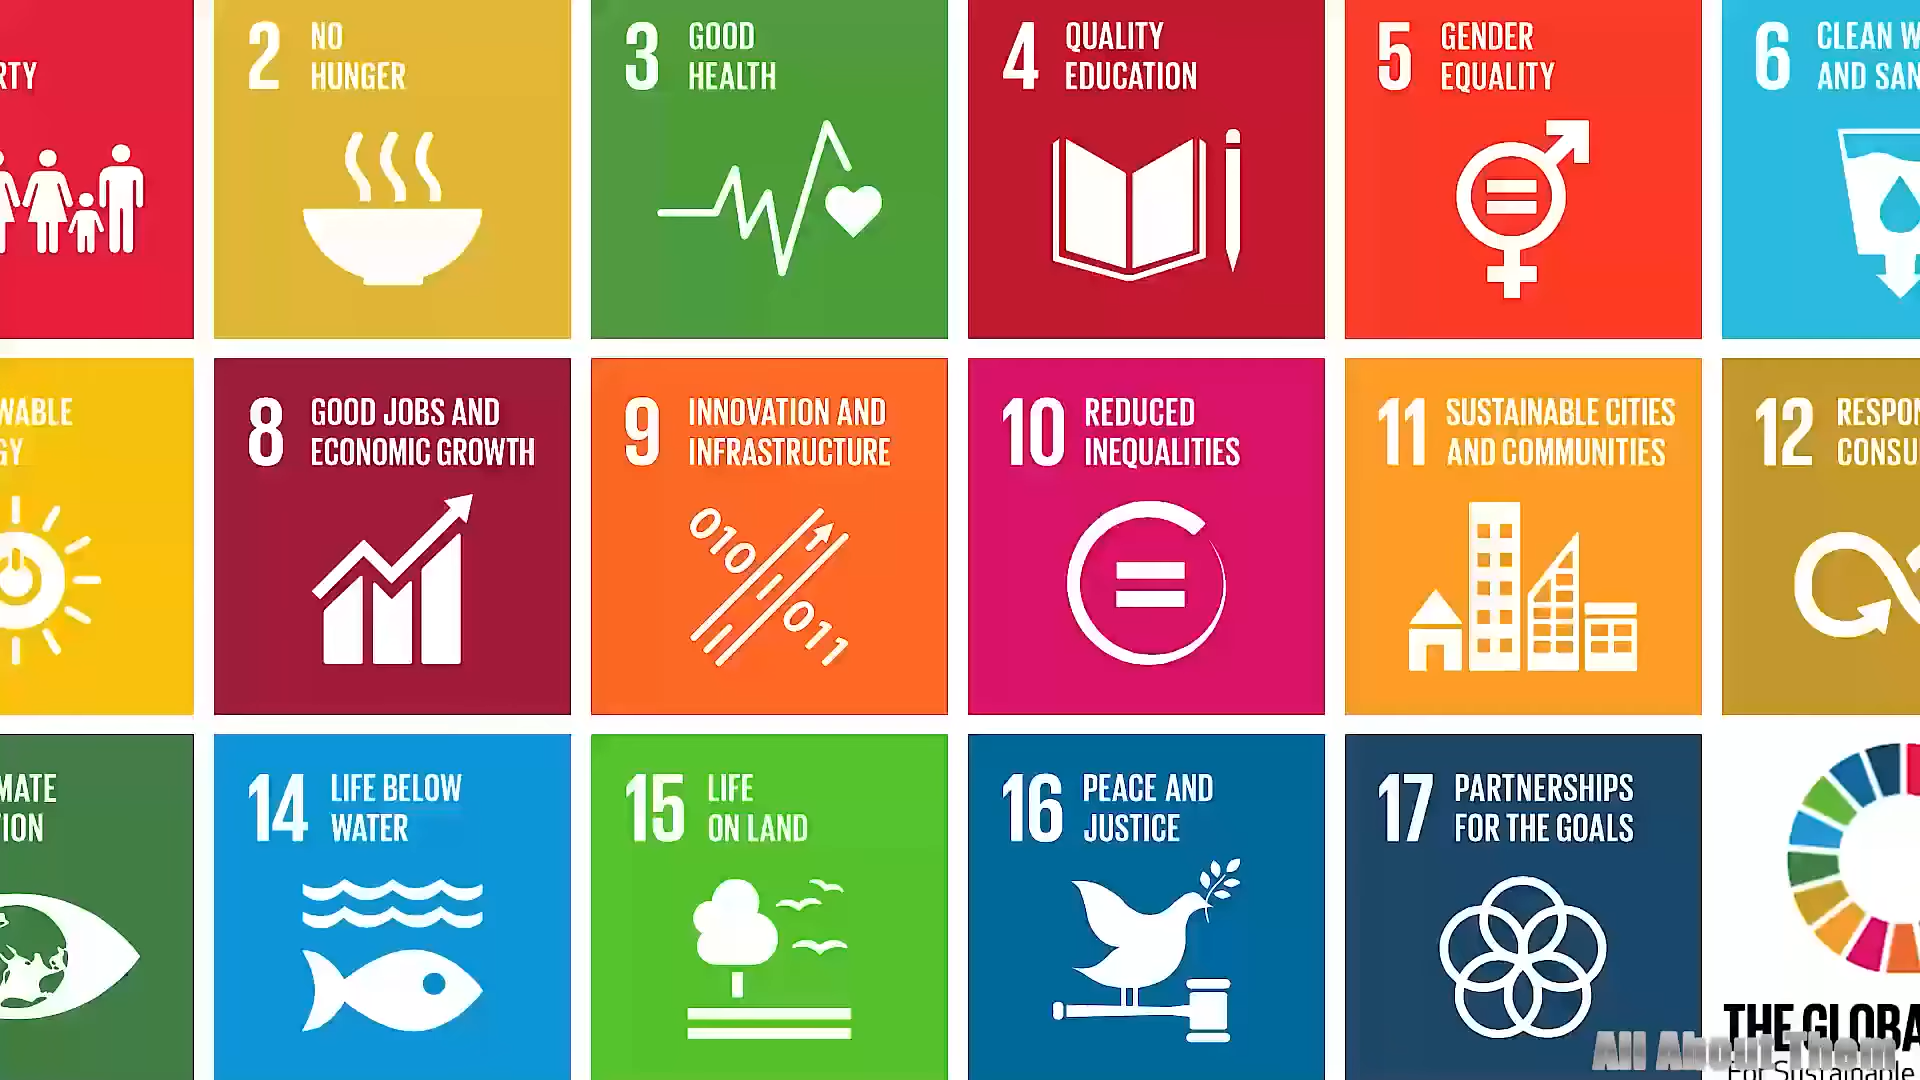 RTY
2 NO
HUNGER
3 GOOD
HEALTH
4 QUALITY
EDUCATION
5 GENDER
EQUALITY
6 CLEAN W
AND SAN
WABLE
GY
8 GOOD JOBS AND
ECONOMIC GROWTH
9 INNOVATION AND
INFRASTRUCTURE
010
011
10 REDUCED
INEQUALITIES
11 SUSTAINABLE CITIES
AND COMMUNITIES
12 RESPON
CONSU
MATE
ION
14 LIFE BELOW
WATER
15 LIFE
ON LAND
16 PEACE AND
JUSTICE
17 PARTNERSHIPS
FOR THE GOALS
THE GLOBA
For Sustainable
All About Them